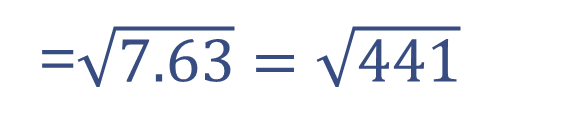 =√7.63 = √441